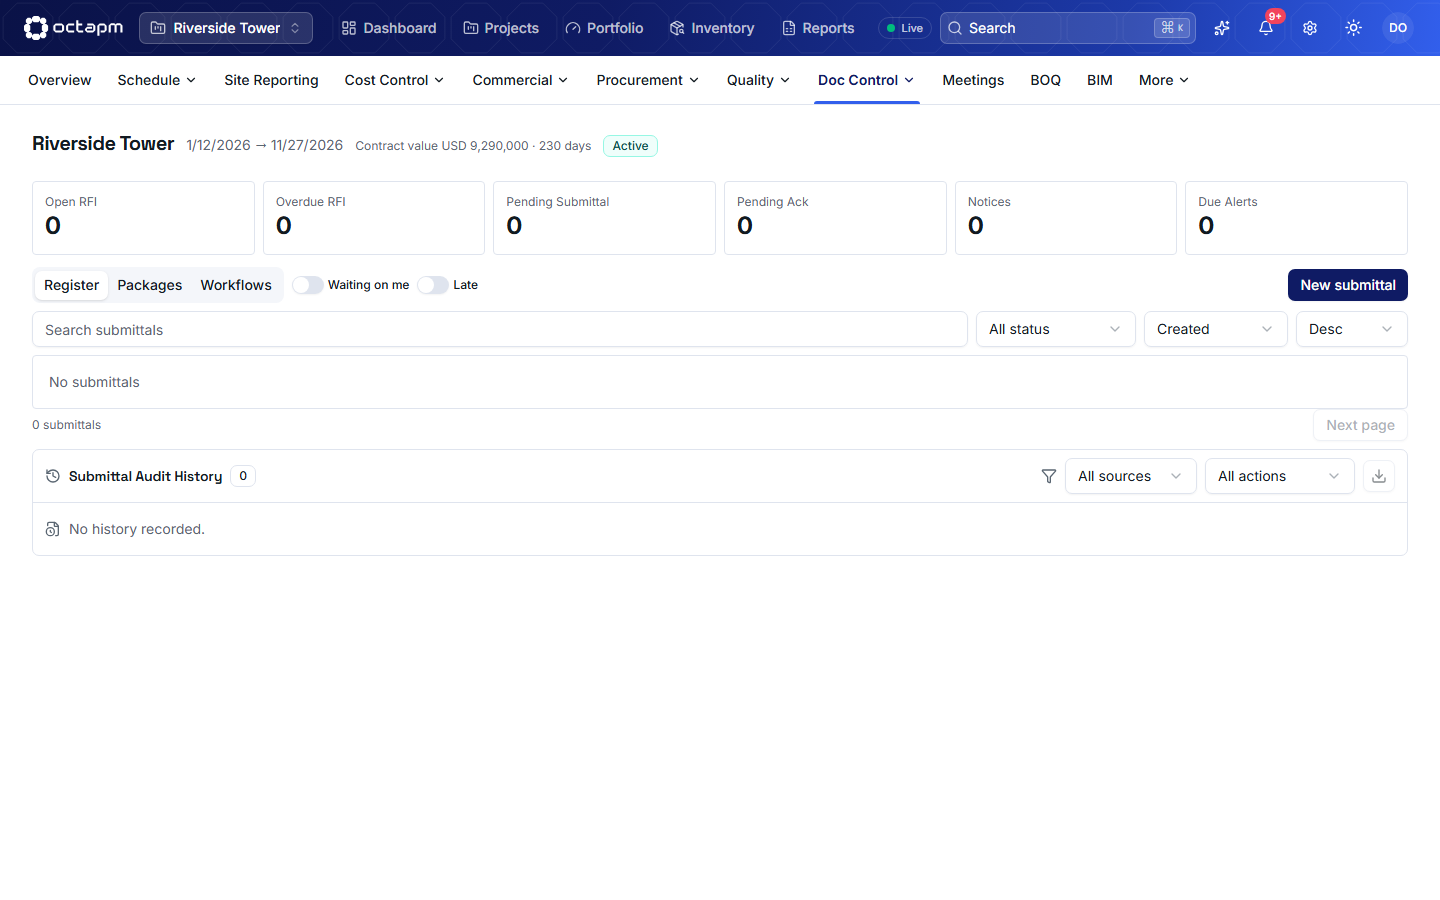 octapm Riverside Tower Dashboard Projects Portfolio Inventory Reports Live Search ⌘ K 9+ DO
Overview Schedule Site Reporting Cost Control Commercial Procurement Quality Doc Control Meetings BOQ BIM More
Riverside Tower 1/12/2026 → 11/27/2026 Contract value USD 9,290,000 · 230 days Active
Open RFI Overdue RFI Pending Submittal Pending Ack Notices Due Alerts
0 0 0 0 0 0
Register Packages Workflows Waiting on me Late New submittal
Search submittals All status Created Desc
No submittals
0 submittals Next page
Submittal Audit History 0 All sources All actions
No history recorded.